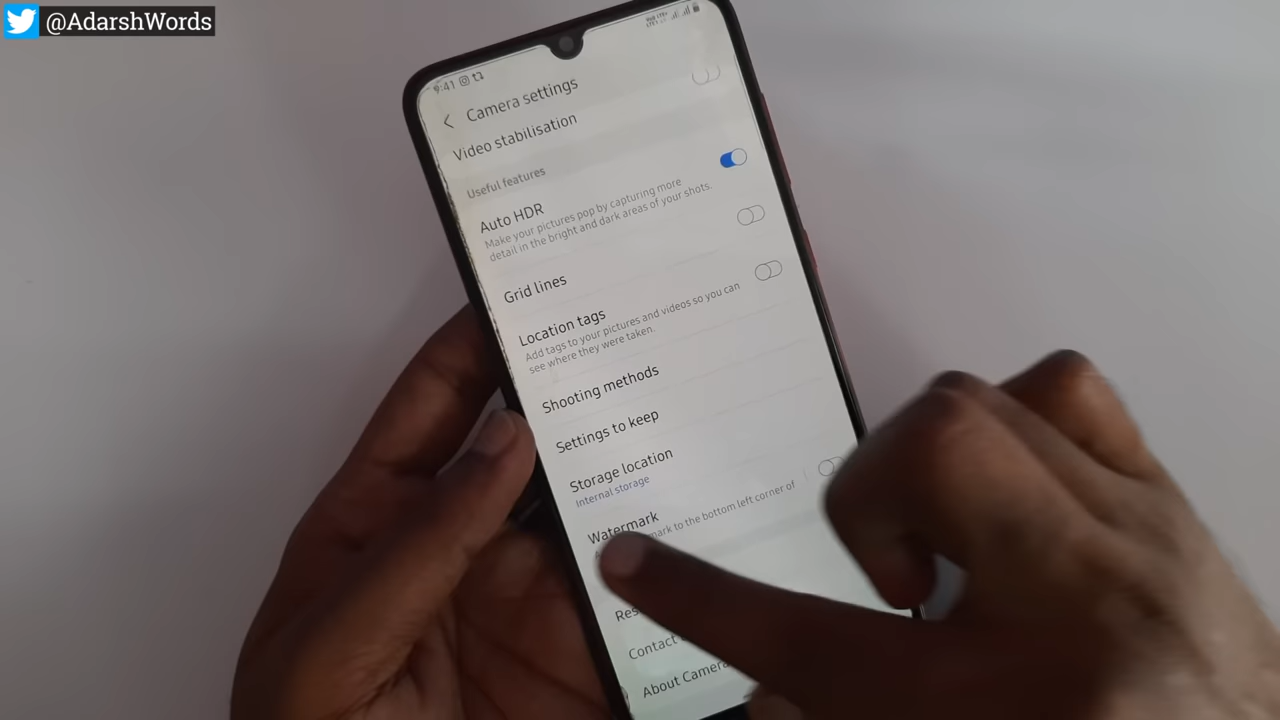 @AdarshWords
9:41
Camera settings
Video stabilisation
Useful features
Auto HDR
Make your pictures pop by capturing more
detail in the bright and dark areas of your shots.
Grid lines
Location tags
Add tags to your pictures and videos so you can
see where they were taken.
Shooting methods
Settings to keep
Storage location
Internal storage
Watermark
mark to the bottom left corner of
Contact
About Camera